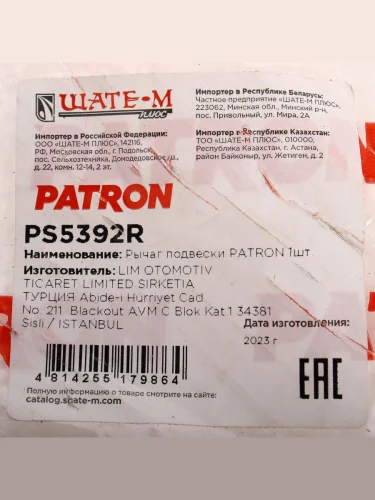 ШАТЕ-М
ПЛЮС
Импортер в Российской Федерации:
ООО «ШАТЕ-М ПЛЮС», 142116,
РФ, Московская обл., г. Подольск,
пос. Сельхозтехника, Домодедовское ш.,
д. 22, комн. 12-14, 2 эт.
Импортер в Республике Беларусь:
Частное предприятие «ШАТЕ-М ПЛЮС»,
223062, Минская обл., Минский р-н,
пос. Привольный, ул. Мира, 2А
Импортер в Республике Казахстан:
ТОО «ШАТЕ-М ПЛЮС», 010000,
Республика Казахстан, г. Астана,
район Байконыр, ул. Жетиген, д. 2
PATRON
PS5392R
Наименование: Рычаг подвески PATRON 1шт.
Изготовитель: LIM OTOMOTIV
TICARET LIMITED SIRKETIA
ТУРЦИЯ Abide-i Hurriyet Cad.
No: 211 Blackout AVM C Blok Kat:1 34381
Sisli / ISTANBUL
Дата изготовления:
2023 г
4 814255 179864
EAC
Полную информацию о товаре смотрите на
catalog.shate-m.com